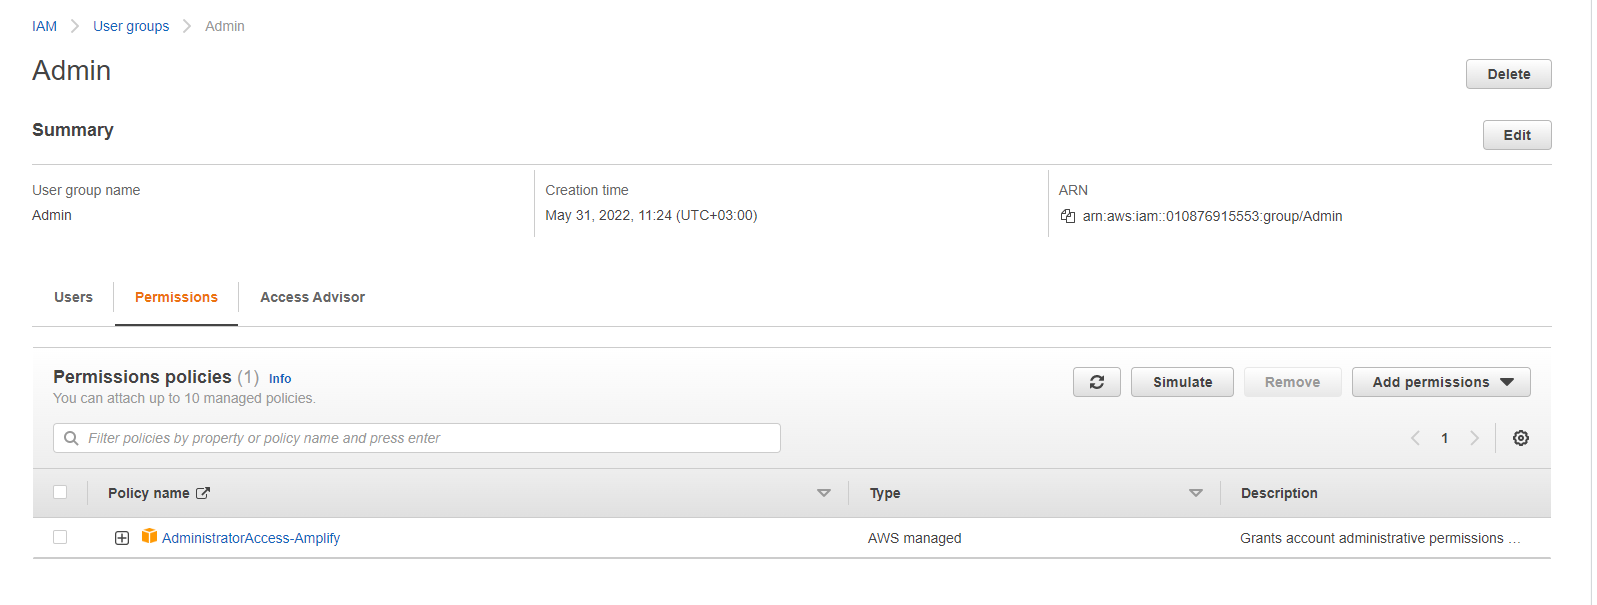 IAM > User groups > Admin
Admin
Delete
Summary
Edit
User group name
Admin
Creation time
May 31, 2022, 11:24 (UTC+03:00)
ARN
arn:aws:iam::010876915553:group/Admin
Users
Permissions
Access Advisor
Permissions policies (1) Info
You can attach up to 10 managed policies.
Simulate
Remove
Add permissions
Filter policies by property or policy name and press enter
1
Policy name
Type
Description
AdministratorAccess-Amplify
AWS managed
Grants account administrative permissions …